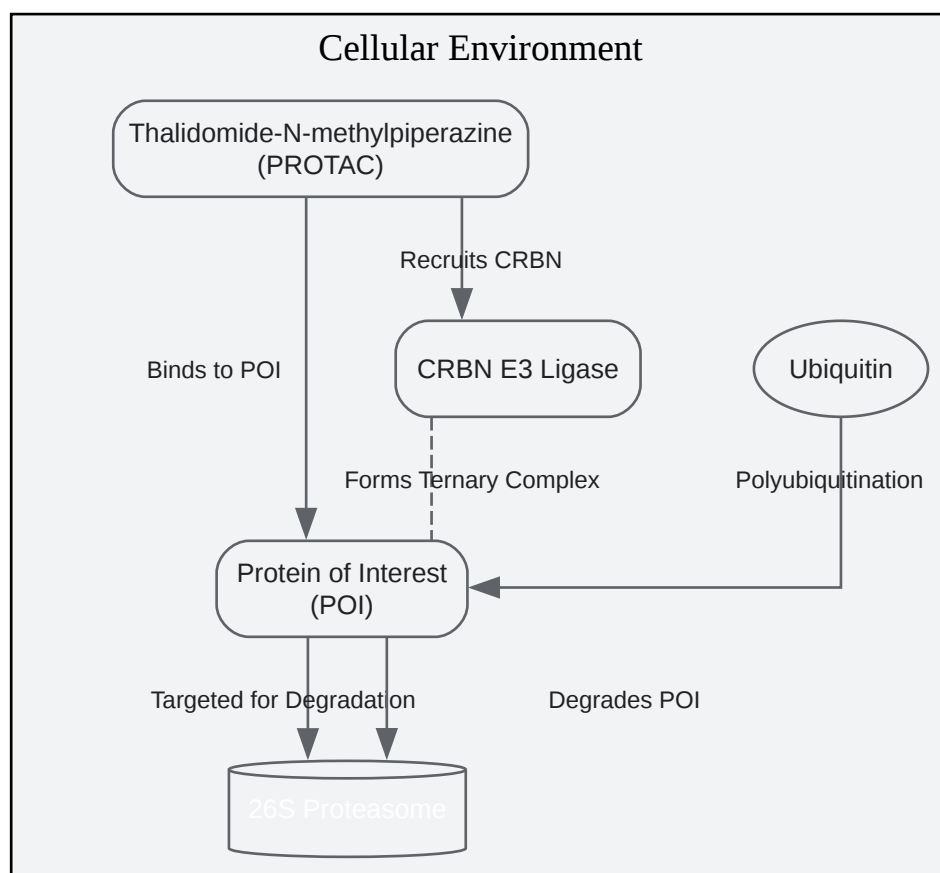 Cellular Environment
Thalidomide-N-methylpiperazine
(PROTAC)
Recruits CRBN
Binds to POI
CRBN E3 Ligase
Ubiquitin
Forms Ternary Complex
Polyubiquitination
Protein of Interest
(POI)
Targeted for Degradation
Degrades POI
26S Proteasome